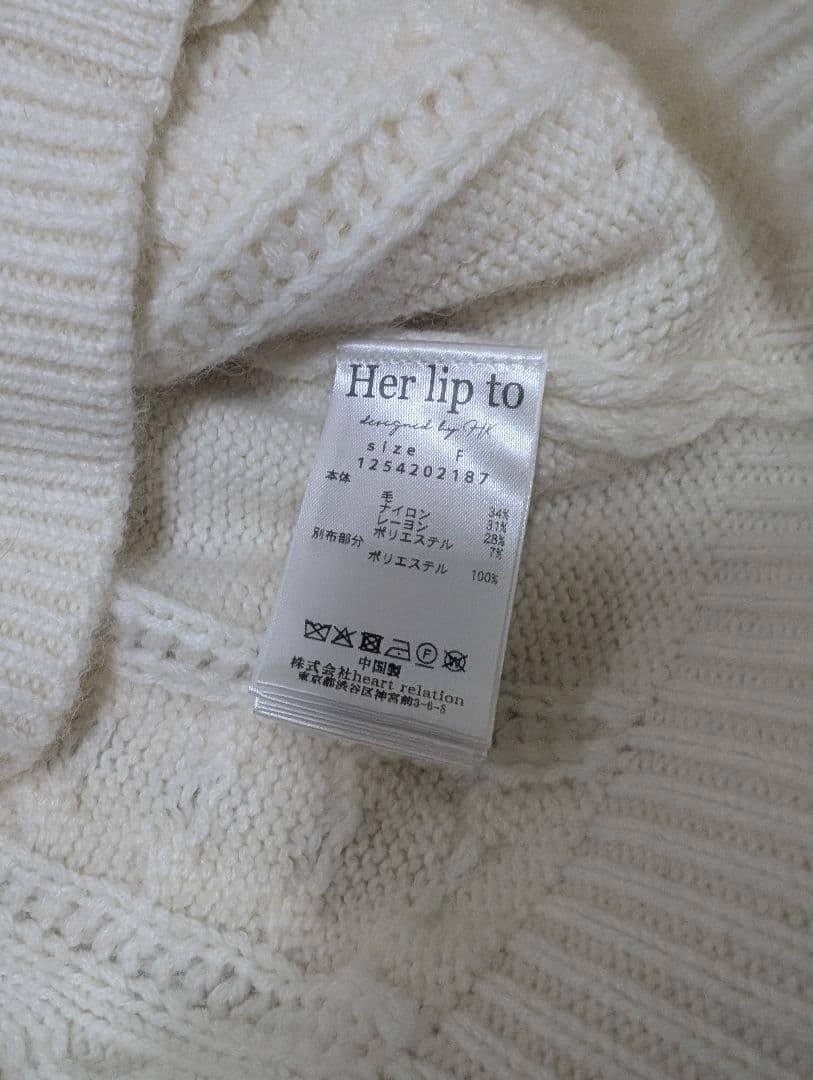 Her lip to
designed by HK
size F
1254202187
本体
毛 34%
ナイロン 31%
レーヨン 28%
ポリエステル 7%
別布部分
ポリエステル 100%
F W
中国製
株式会社heart relation
東京都渋谷区神宮前3-6-8